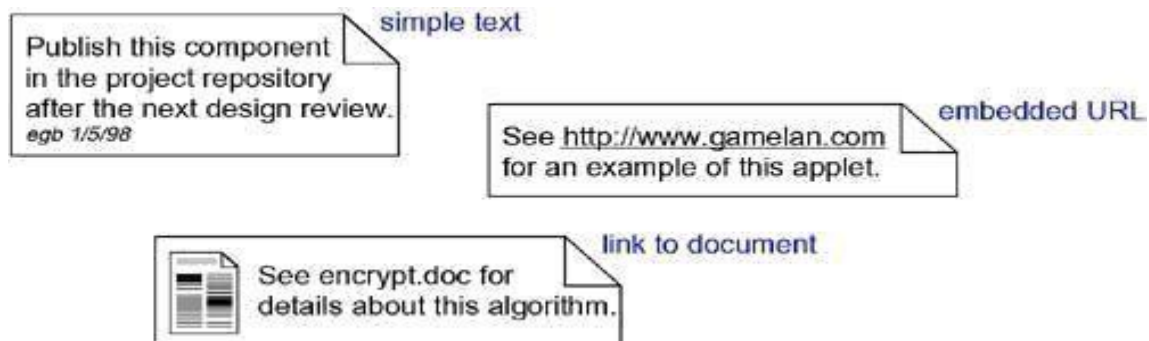 simple text
Publish this component
in the project repository
after the next design review.
egb 1/5/98
embedded URL
See http://www.gamelan.com
for an example of this applet.
link to document
See encrypt.doc for
details about this algorithm.